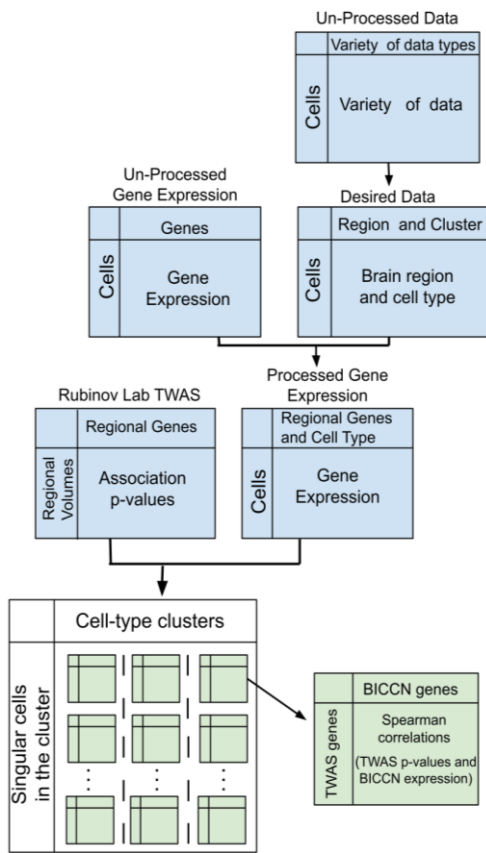 Un-Processed Data
Variety of data types
Cells
Variety of data
Un-Processed
Gene Expression
Genes
Cells
Gene
Expression
Desired Data
Region and Cluster
Cells
Brain region
and cell type
Rubinov Lab TWAS
Regional Genes
Regional
Volumes
Association
p-values
Processed Gene
Expression
Regional Genes
and Cell Type
Cells
Gene
Expression
Cell-type clusters
Singular cells
in the cluster
BICCN genes
TWAS genes
Spearman
correlations
(TWAS p-values and
BICCN expression)